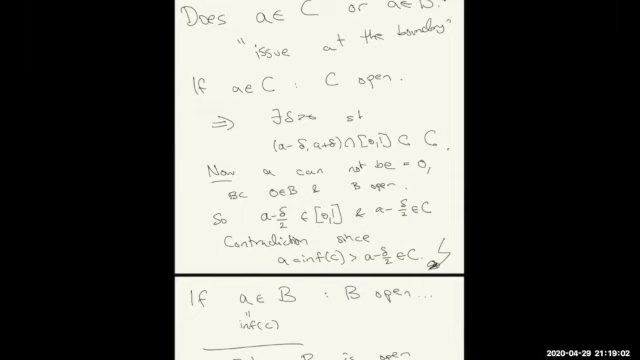 Does a ∈ C or a ∈ B?
"issue at the boundary"
If a ∈ C : C open.
⇒ ∃ δ>0 st
(a-δ, a+δ) ∩ [0,1] ⊂ C.
Now a can not be = 0,
BC 0 ∈ B & B open.
So a - δ/2 ∈ [0,1] & a - δ/2 ∈ C
Contradiction since
a = inf(C) > a - δ/2 ∈ C.
If a ∈ B : B open...
"
inf(C)
B is open
2020-04-29 21:19:02